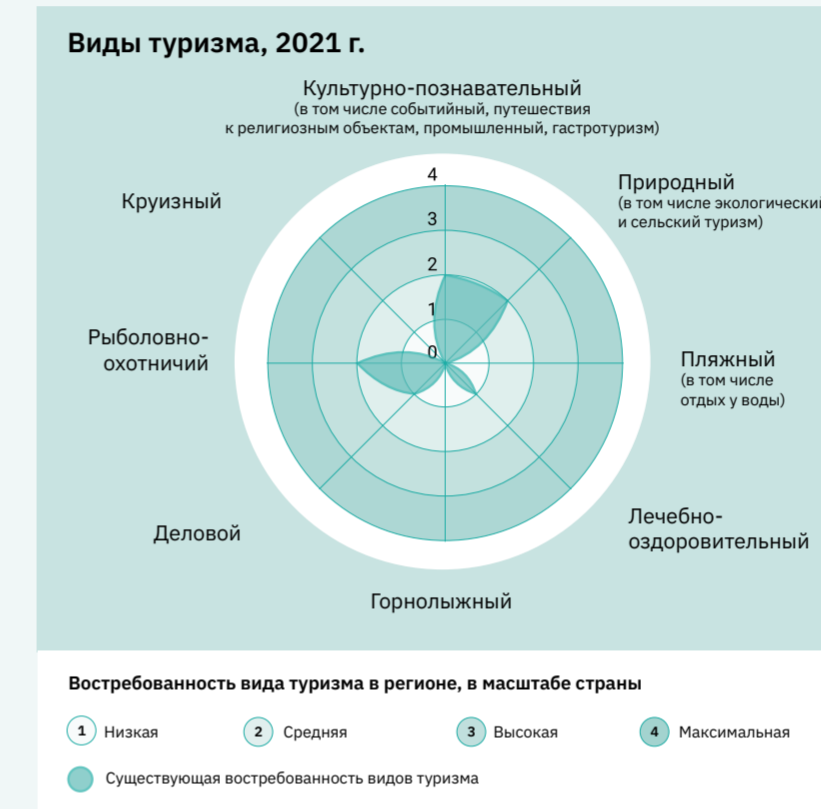 Виды туризма, 2021 г.
Культурно-познавательный
(в том числе событийный, путешествия
к религиозным объектам, промышленный, гастротуризм)
Круизный
Природный
(в том числе экологический
и сельский туризм)
4
3
2
1
0
Рыболовно-
охотничий
Пляжный
(в том числе
отдых у воды)
Деловой
Лечебно-
оздоровительный
Горнолыжный
Востребованность вида туризма в регионе, в масштабе страны
1 Низкая
2 Средняя
3 Высокая
4 Максимальная
Существующая востребованность видов туризма